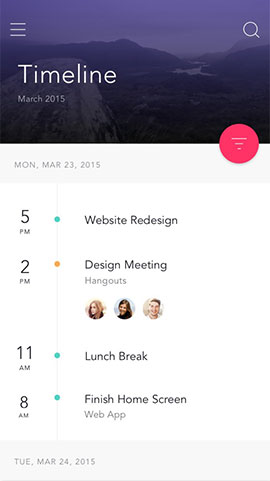 Timeline
March 2015
MON, MAR 23, 2015
5 Website Redesign
PM
2 Design Meeting
PM Hangouts
11 Lunch Break
AM
8 Finish Home Screen
AM Web App
TUE, MAR 24, 2015